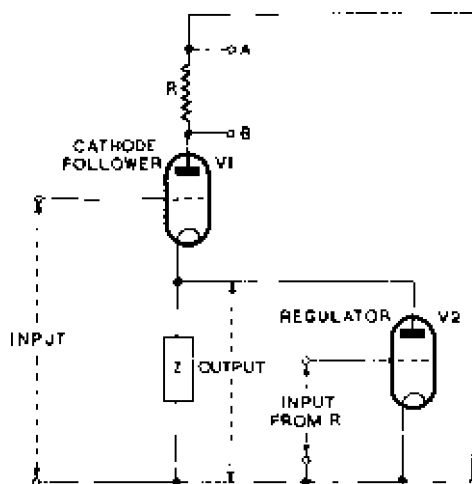 A
R
B
CATHODE
FOLLOWER
V1
REGULATOR
V2
INPUT
Z
OUTPUT
INPUT
FROM R